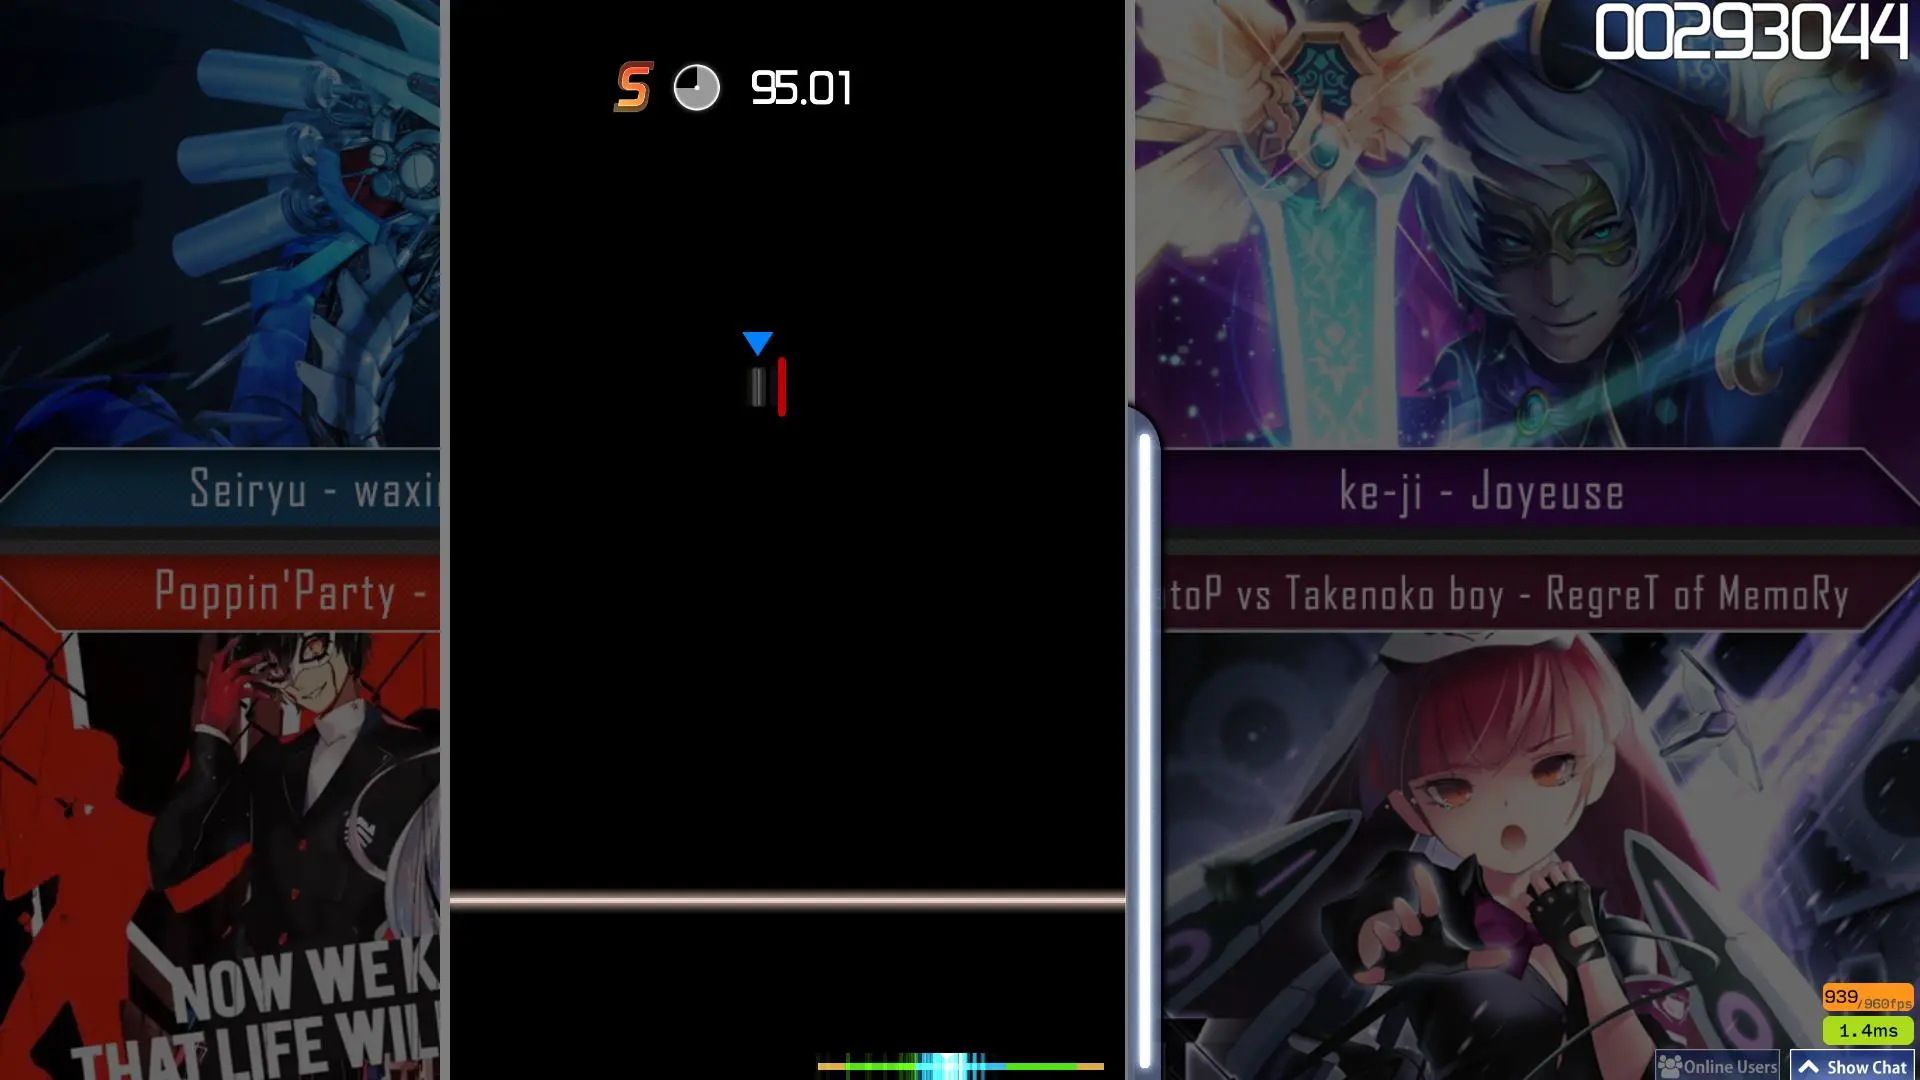 00293044
S 95.01
Seiryu - waxi
ke-ji - Joyeuse
Poppin'Party -
toP vs Takenoko boy - RegreT of MemoRy
NOW WE K
THAT LIFE WIL
939/960fps
1.4ms
Online Users
Show Chat